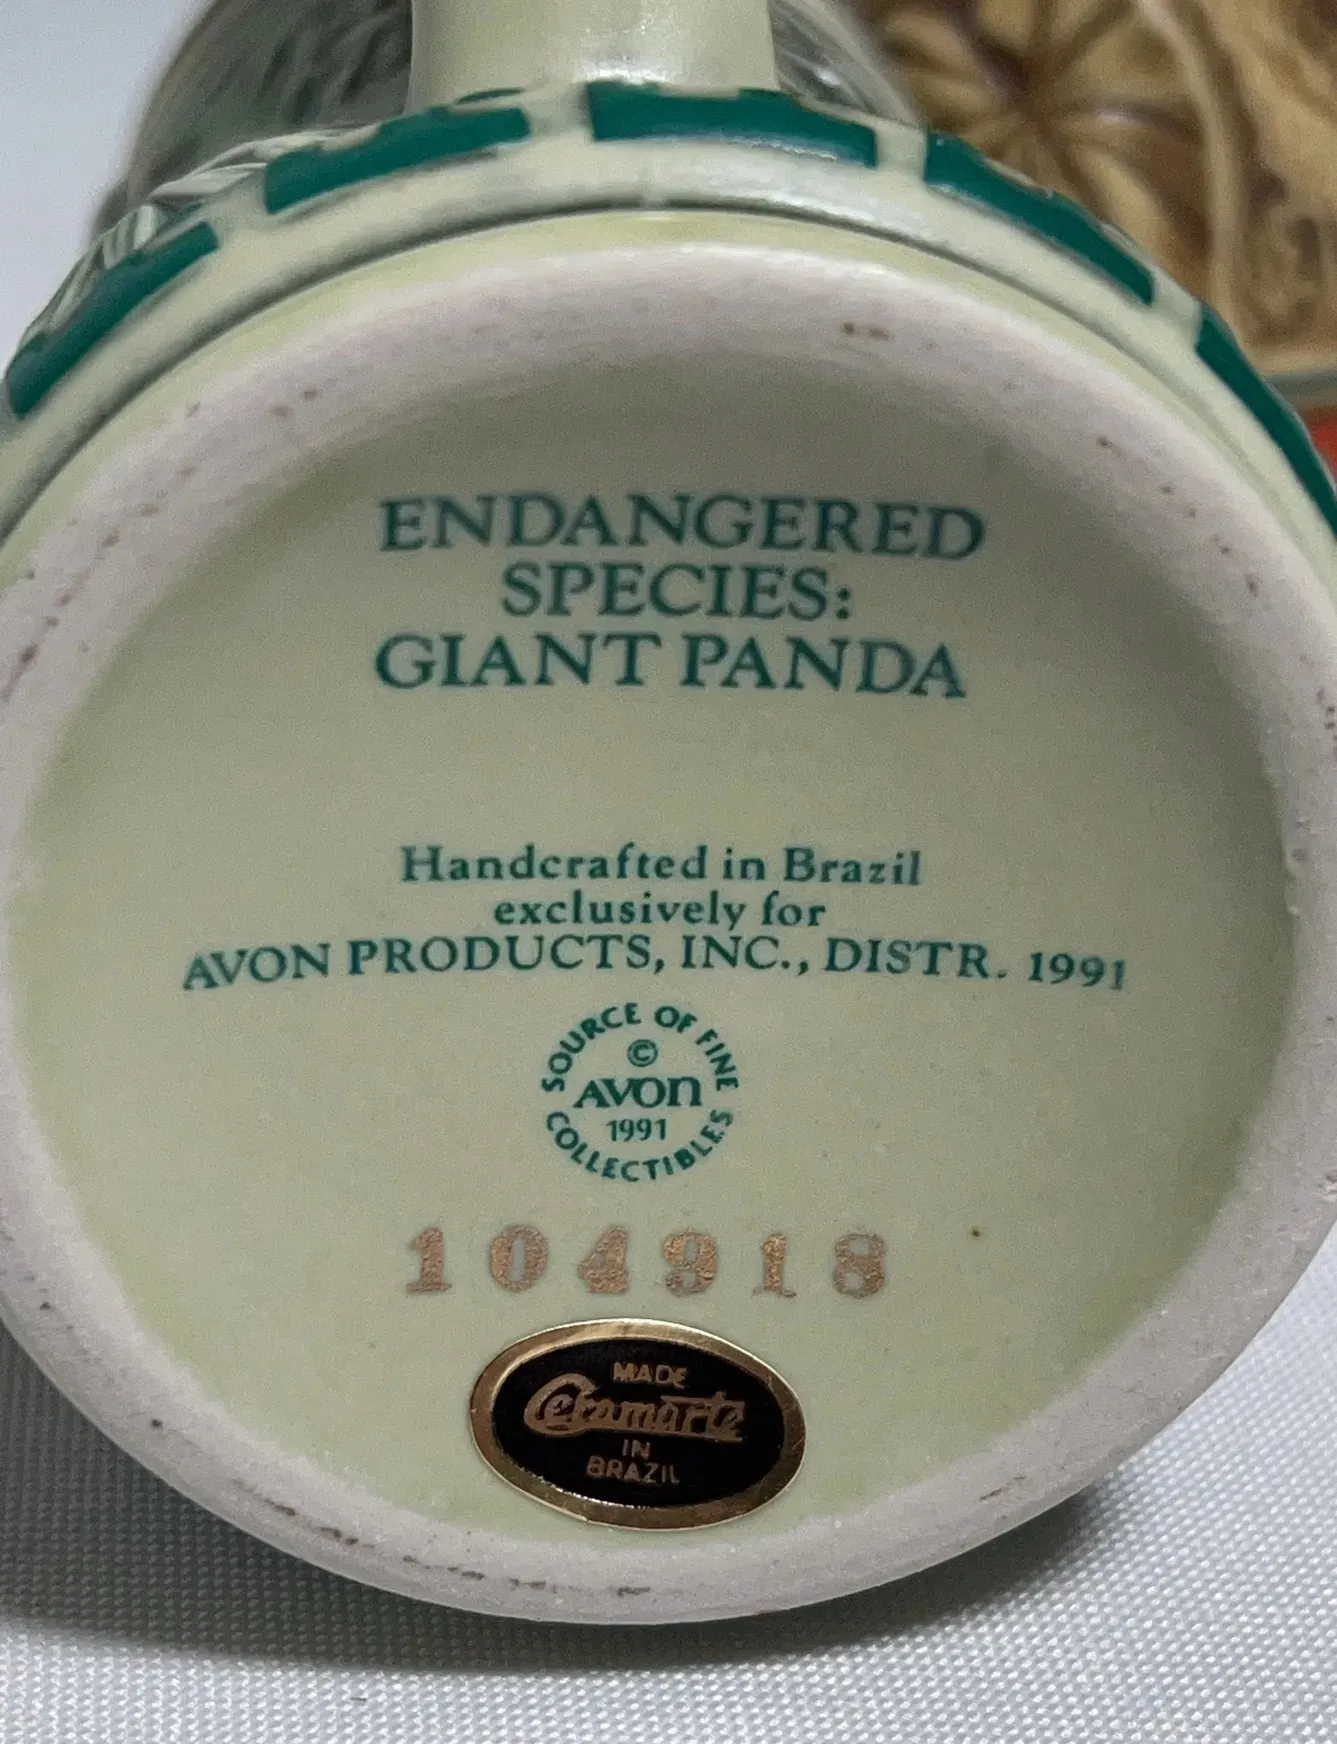 ENDANGERED
SPECIES:
GIANT PANDA
Handcrafted in Brazil
exclusively for
AVON PRODUCTS, INC., DISTR. 1991
SOURCE OF FINE
©
AVON
1991
COLLECTIBLES
104918
MADE
Ceramarte
IN
BRAZIL